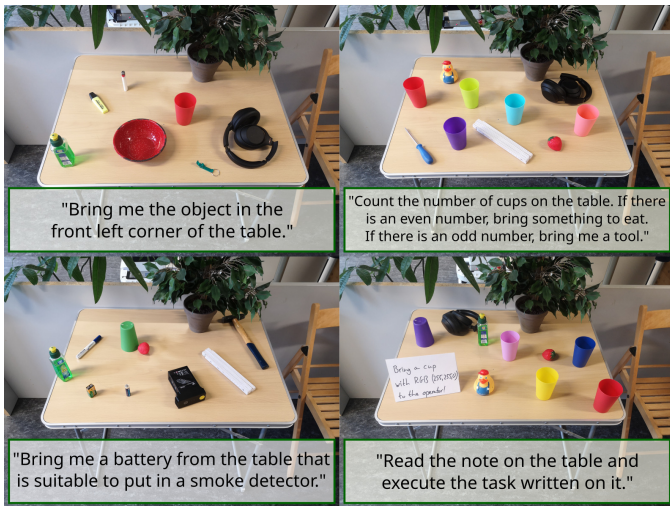 "Bring me the object in the
front left corner of the table."
"Count the number of cups on the table. If there
is an even number, bring something to eat.
If there is an odd number, bring me a tool."
"Bring me a battery from the table that
is suitable to put in a smoke detector."
Bring a cup
with RGB (255,255,0)
to the operator!
"Read the note on the table and
execute the task written on it."